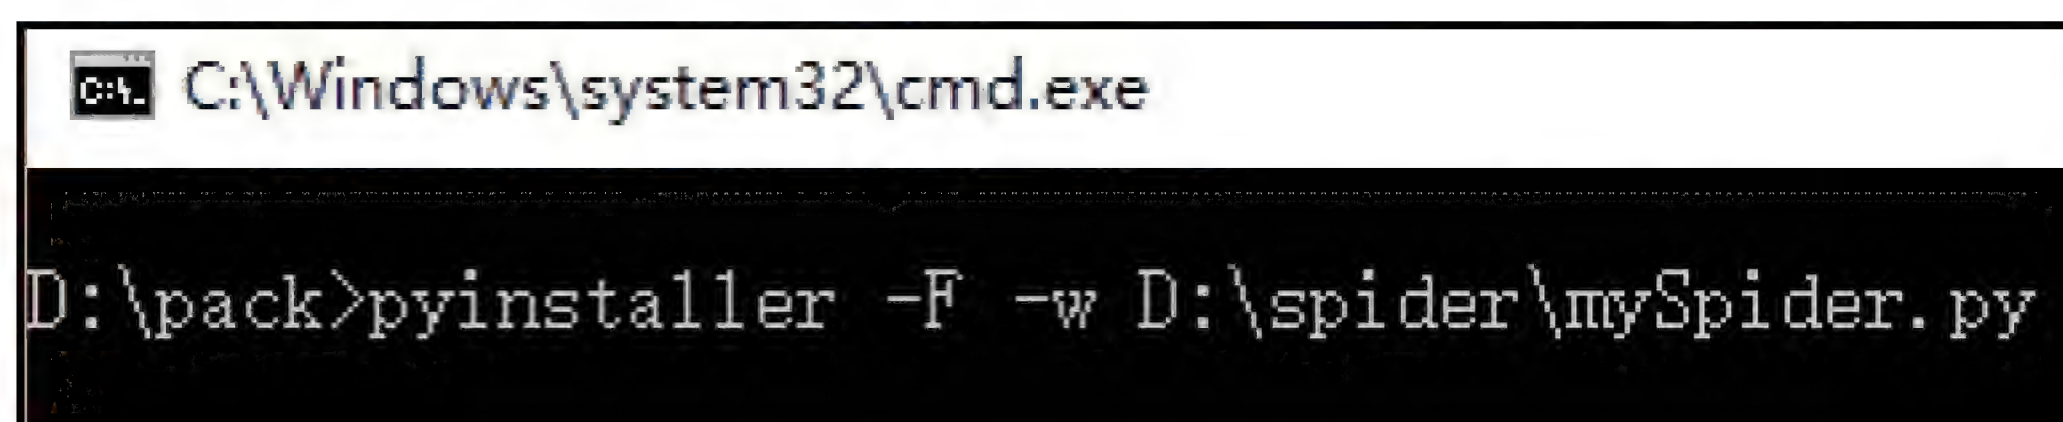 C:\Windows\system32\cmd.exe
D:\pack>pyinstaller -F -w D:\spider\mySpider.py